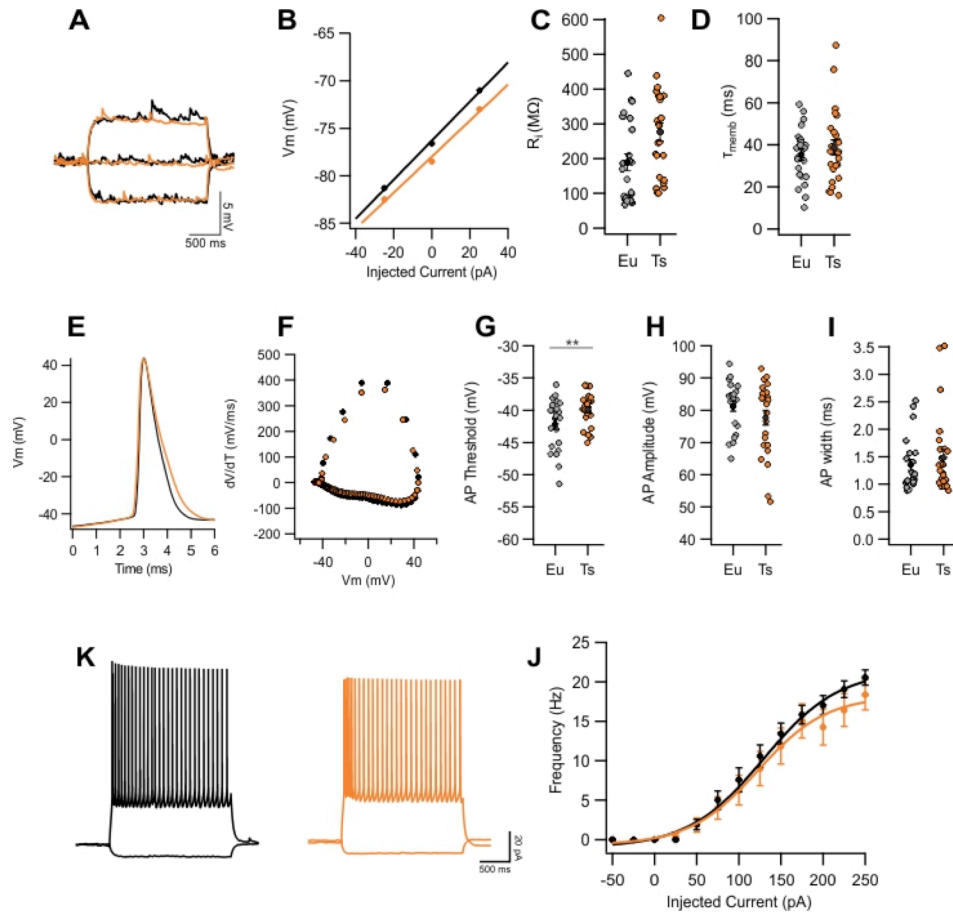 A
5 mV
500 ms
B
Vm (mV)
-65
-70
-75
-80
-85
-40 -20 0 20 40
Injected Current (pA)
C
Ri (MΩ)
600
500
400
300
200
100
0
Eu Ts
D
Tmemb (ms)
100
80
60
40
20
0
Eu Ts
E
Vm (mV)
40
0
-40
0 1 2 3 4 5 6
Time (ms)
F
dV/dT (mV/ms)
500
400
300
200
100
0
-100
-200
-40 0 40
Vm (mV)
G
AP Threshold (mV)
-30
-35
-40
-45
-50
-55
-60
**
Eu Ts
H
AP Amplitude (mV)
100
90
80
70
60
50
40
Eu Ts
I
AP width (ms)
3.5
3.0
2.5
2.0
1.5
1.0
0.5
0.0
Eu Ts
K
20 pA
500 ms
J
Frequency (Hz)
25
20
15
10
5
0
-50 0 50 100 150 200 250
Injected Current (pA)